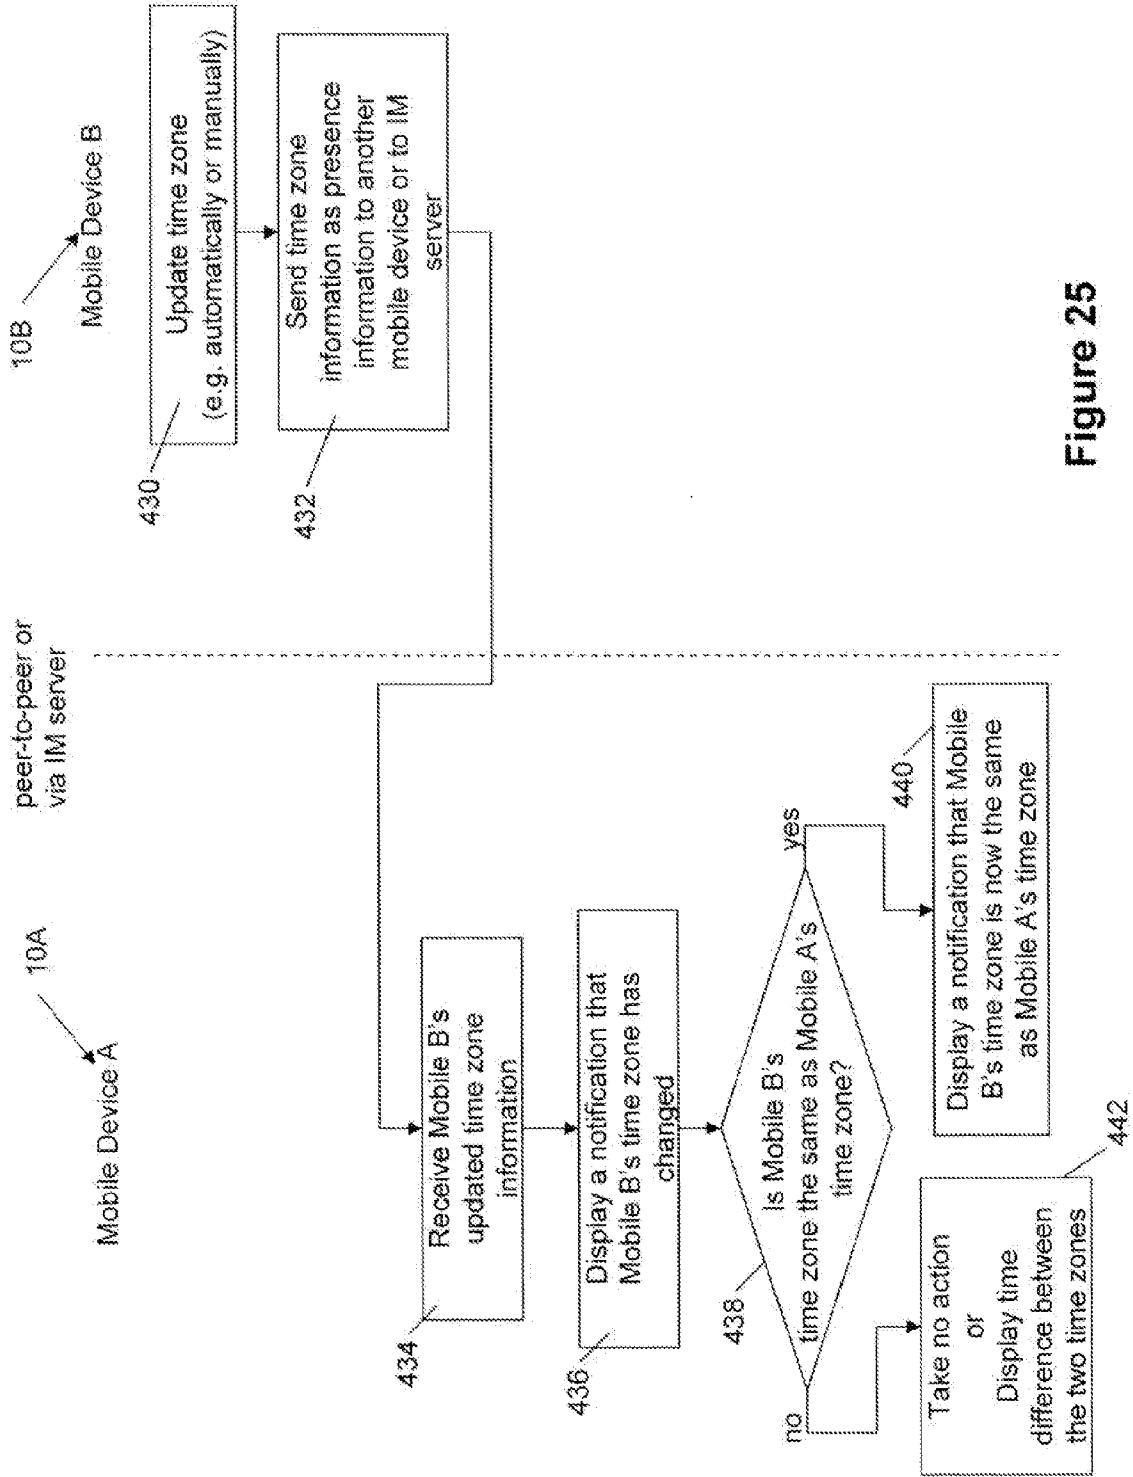 10A
Mobile Device A
peer-to-peer or
via IM server
10B
Mobile Device B
430
Update time zone
(e.g. automatically or manually)
432
Send time zone
information as presence
information to another
mobile device or to IM
server
434
Receive Mobile B's
updated time zone
information
436
Display a notification that
Mobile B's time zone has
changed
438
Is Mobile B's
time zone the same as Mobile A's
time zone?
no
yes
440
Display a notification that Mobile
B's time zone is now the same
as Mobile A's time zone
Take no action
or
Display time
difference between
the two time zones
442
Figure 25